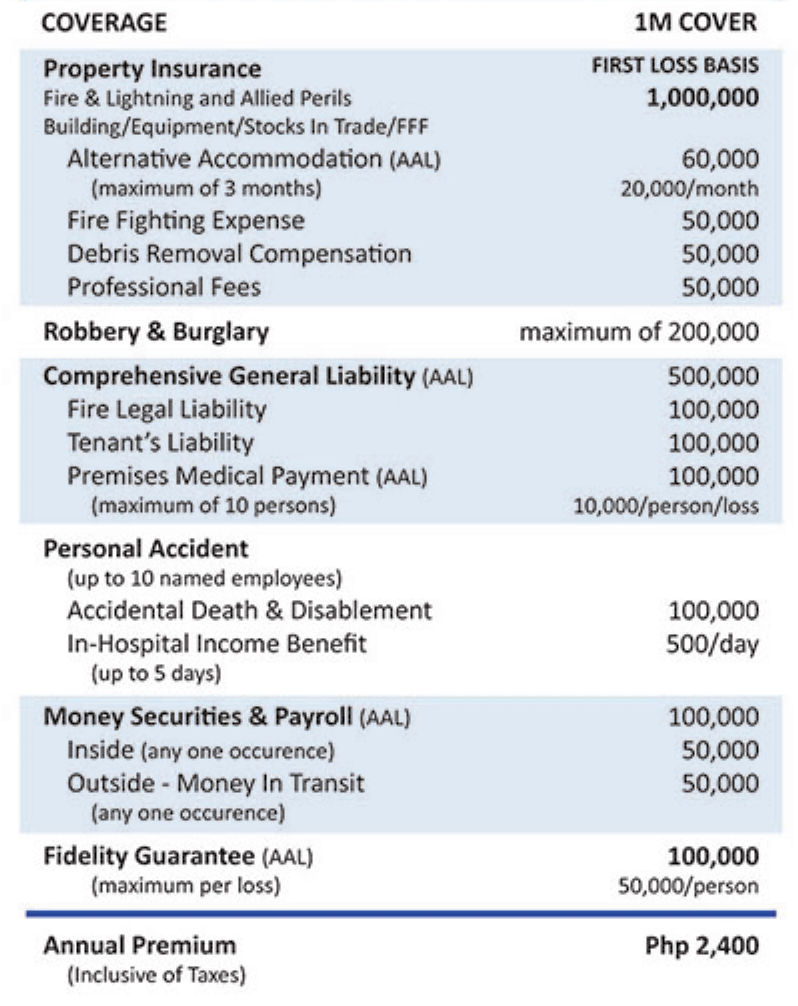 COVERAGE 1M COVER
Property Insurance FIRST LOSS BASIS
Fire & Lightning and Allied Perils 1,000,000
Building/Equipment/Stocks In Trade/FFF
Alternative Accommodation (AAL) 60,000
(maximum of 3 months) 20,000/month
Fire Fighting Expense 50,000
Debris Removal Compensation 50,000
Professional Fees 50,000
Robbery & Burglary maximum of 200,000
Comprehensive General Liability (AAL) 500,000
Fire Legal Liability 100,000
Tenant's Liability 100,000
Premises Medical Payment (AAL) 100,000
(maximum of 10 persons) 10,000/person/loss
Personal Accident
(up to 10 named employees)
Accidental Death & Disablement 100,000
In-Hospital Income Benefit 500/day
(up to 5 days)
Money Securities & Payroll (AAL) 100,000
Inside (any one occurence) 50,000
Outside - Money In Transit 50,000
(any one occurence)
Fidelity Guarantee (AAL) 100,000
(maximum per loss) 50,000/person
Annual Premium Php 2,400
(Inclusive of Taxes)